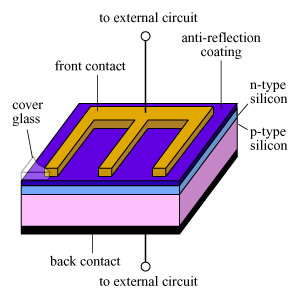 to external circuit
anti-reflection
coating
front contact
n-type
silicon
cover
glass
p-type
silicon
back contact
to external circuit